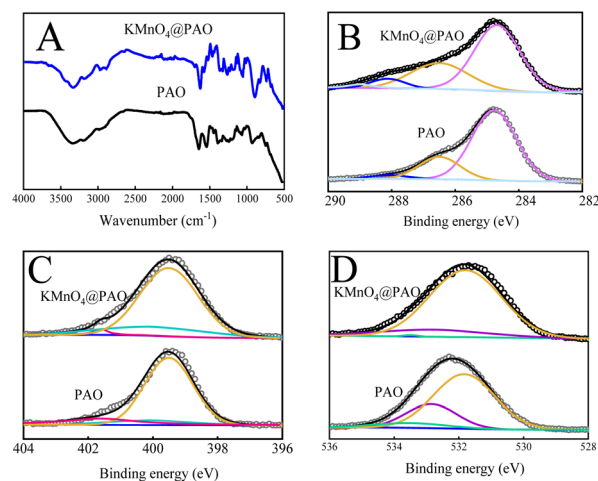 A
KMnO4@PAO
PAO
4000 3500 3000 2500 2000 1500 1000 500
Wavenumber (cm-1)
B
KMnO4@PAO
PAO
290 288 286 284 282
Binding energy (eV)
C
KMnO4@PAO
PAO
404 402 400 398 396
Binding energy (eV)
D
KMnO4@PAO
PAO
536 534 532 530 528
Binding energy (eV)